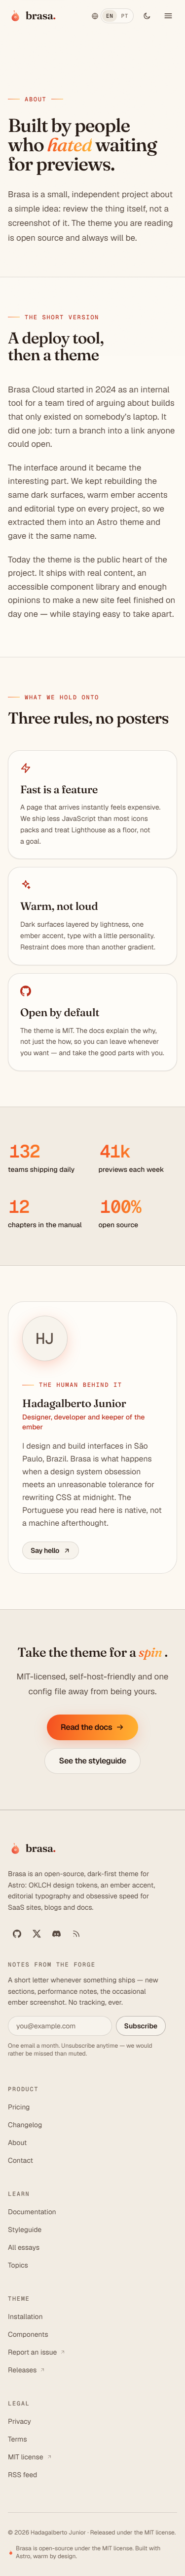 brasa.
EN PT
ABOUT
Built by people
who hated waiting
for previews.
Brasa is a small, independent project about
a simple idea: review the thing itself, not a
screenshot of it. The theme you are reading
is open source and always will be.
THE SHORT VERSION
A deploy tool,
then a theme
Brasa Cloud started in 2024 as an internal
tool for a team tired of arguing about builds
that only existed on somebody's laptop. It
did one job: turn a branch into a link anyone
could open.
The interface around it became the
interesting part. We kept rebuilding the
same dark surfaces, warm ember accents
and editorial type on every project, so we
extracted them into an Astro theme and
gave it the same name.
Today the theme is the public heart of the
project. It ships with real content, an
accessible component library and enough
opinions to make a new site feel finished on
day one — while staying easy to take apart.
WHAT WE HOLD ONTO
Three rules, no posters
Fast is a feature
A page that arrives instantly feels expensive.
We ship less JavaScript than most icons
packs and treat Lighthouse as a floor, not
a goal.
Warm, not loud
Dark surfaces layered by lightness, one
ember accent, type with a little personality.
Restraint does more than another gradient.
Open by default
The theme is MIT. The docs explain the why,
not just the how, so you can leave whenever
you want — and take the good parts with you.
132
teams shipping daily
41k
previews each week
12
chapters in the manual
100%
open source
HJ
THE HUMAN BEHIND IT
Hadagalberto Junior
Designer, developer and keeper of the
ember
I design and build interfaces in São
Paulo, Brazil. Brasa is what happens
when a design system obsession
meets an unreasonable tolerance for
rewriting CSS at midnight. The
Portuguese you read here is native, not
a machine afterthought.
Say hello
Take the theme for a spin .
MIT-licensed, self-host-friendly and one
config file away from being yours.
Read the docs →
See the styleguide
brasa.
Brasa is an open-source, dark-first theme for
Astro: OKLCH design tokens, an ember accent,
editorial typography and obsessive speed for
SaaS sites, blogs and docs.
NOTES FROM THE FORGE
A short letter whenever something ships — new
sections, performance notes, the occasional
ember screenshot. No tracking, ever.
you@example.com
Subscribe
One email a month. Unsubscribe anytime — we would
rather be missed than muted.
PRODUCT
Pricing
Changelog
About
Contact
LEARN
Documentation
Styleguide
All essays
Topics
THEME
Installation
Components
Report an issue ↗
Releases ↗
LEGAL
Privacy
Terms
MIT license ↗
RSS feed
© 2026 Hadagalberto Junior · Released under the MIT license.
Brasa is open-source under the MIT license. Built with
Astro, warm by design.